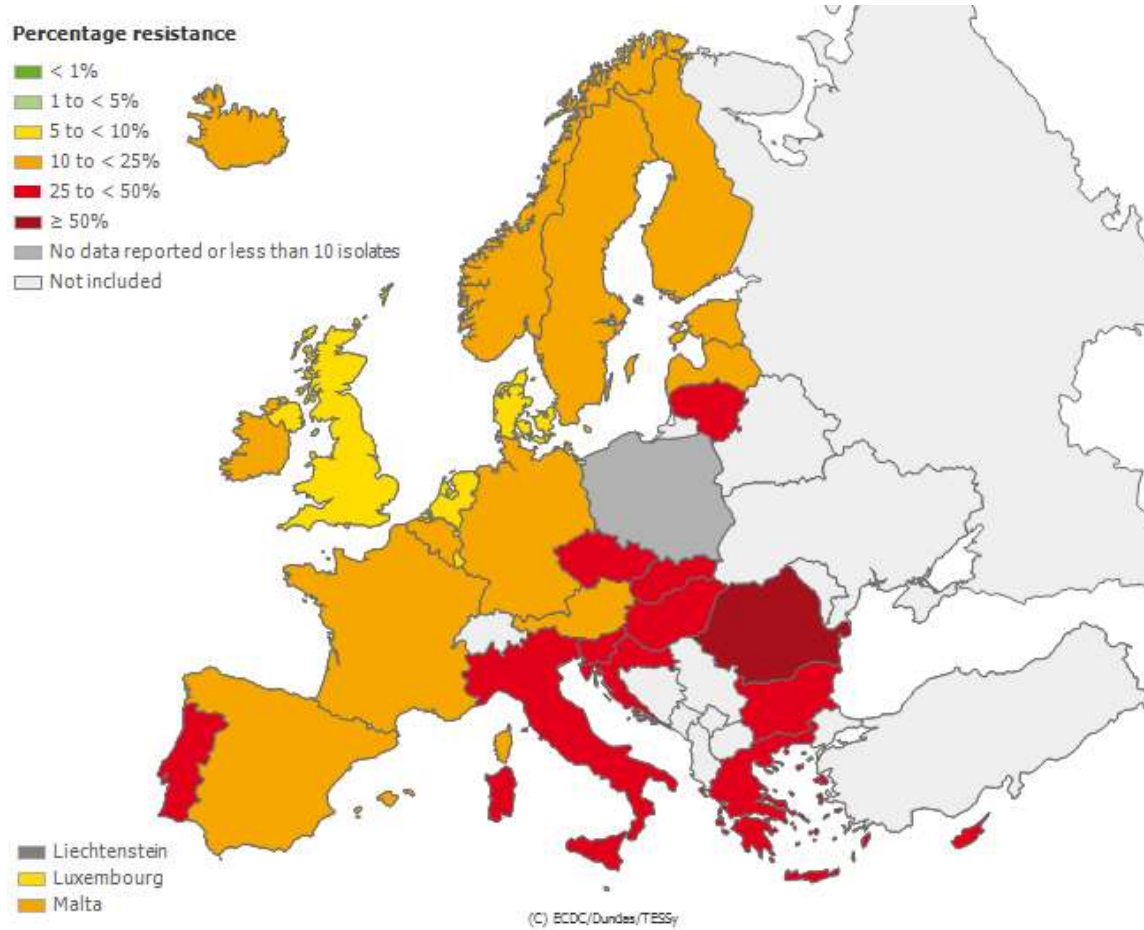 Percentage resistance
< 1%
1 to < 5%
5 to < 10%
10 to < 25%
25 to < 50%
≥ 50%
No data reported or less than 10 isolates
Not included
Liechtenstein
Luxembourg
Malta
(C) ECDC/Dundas/TESSy